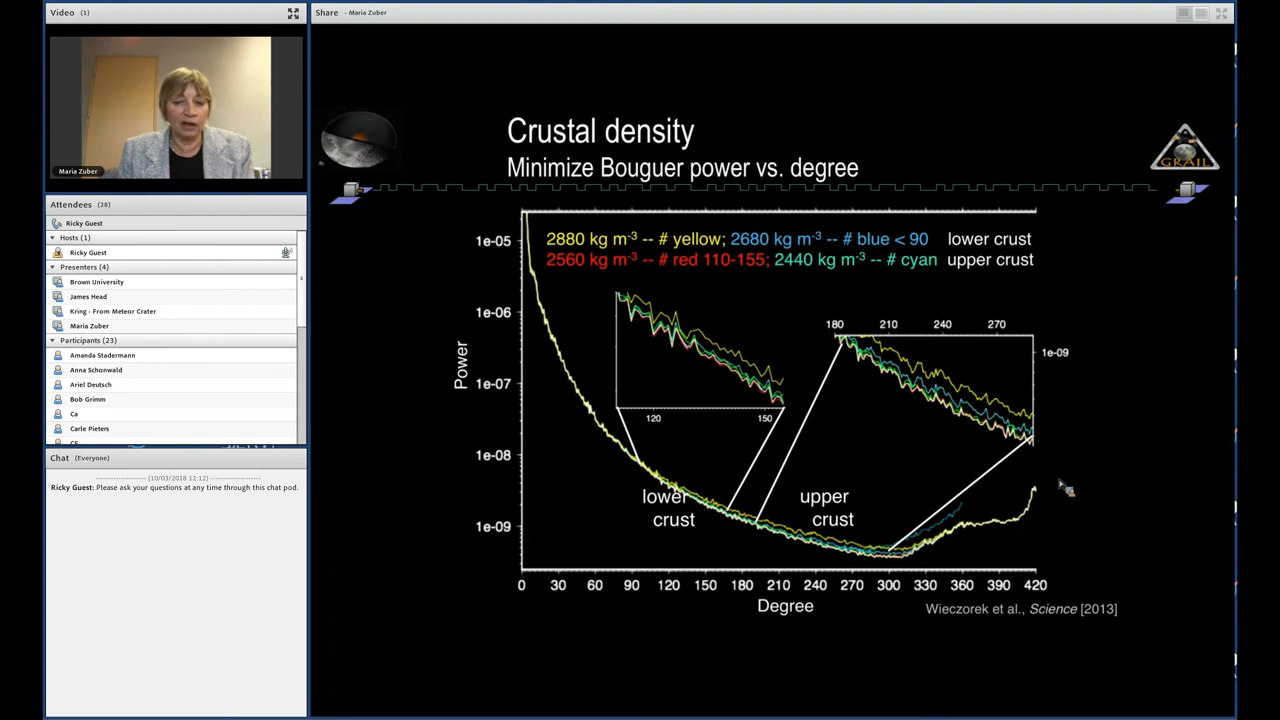 Video (1)
Maria Zuber
Attendees (28)
Ricky Guest
Hosts (1)
Ricky Guest
Presenters (4)
Brown University
James Head
Kring - From Meteor Crater
Maria Zuber
Participants (23)
Amanda Stadermann
Anna Schonwald
Ariel Deutsch
Bob Grimm
Ca
Carle Pieters
Chat (Everyone)
(10/03/2018 12:12)
Ricky Guest: Please ask your questions at any time through this chat pod.
Share - Maria Zuber
Crustal density
Minimize Bouguer power vs. degree
GRAIL
2880 kg m-3 -- # yellow; 2680 kg m-3 -- # blue < 90 lower crust
2560 kg m-3 -- # red 110-155; 2440 kg m-3 -- # cyan upper crust
1e-05
1e-06
1e-07
1e-08
1e-09
Power
120 150
180 210 240 270
1e-09
lower
crust
upper
crust
0 30 60 90 120 150 180 210 240 270 300 330 360 390 420
Degree
Wieczorek et al., Science [2013]